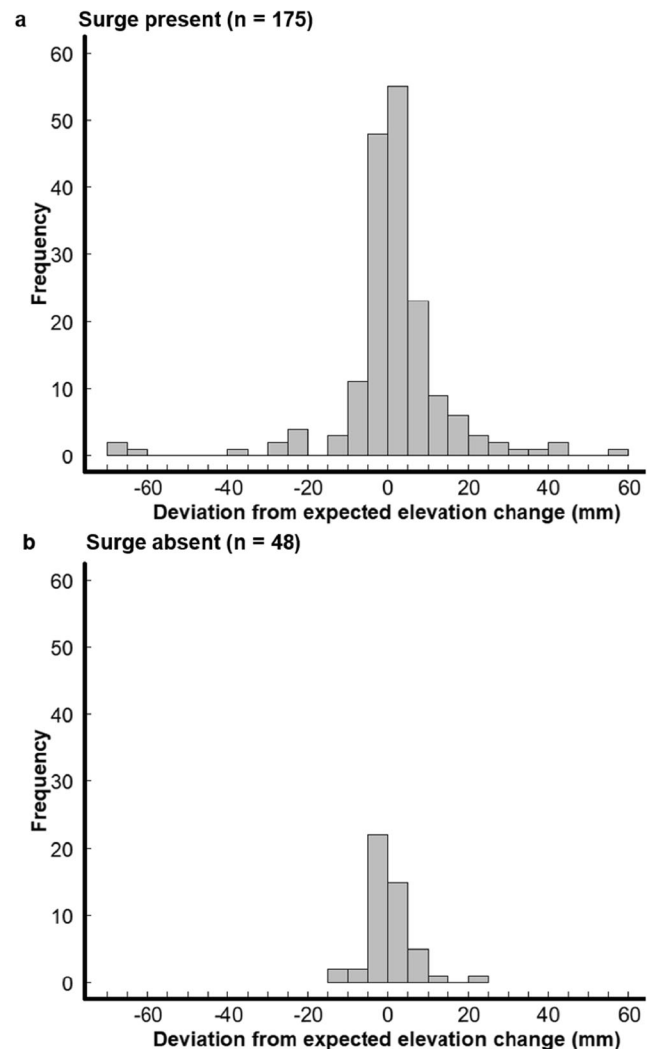 a Surge present (n = 175)
60
50
40
30
20
10
0
Frequency
-60 -40 -20 0 20 40 60
Deviation from expected elevation change (mm)
b Surge absent (n = 48)
60
50
40
30
20
10
0
Frequency
-60 -40 -20 0 20 40 60
Deviation from expected elevation change (mm)